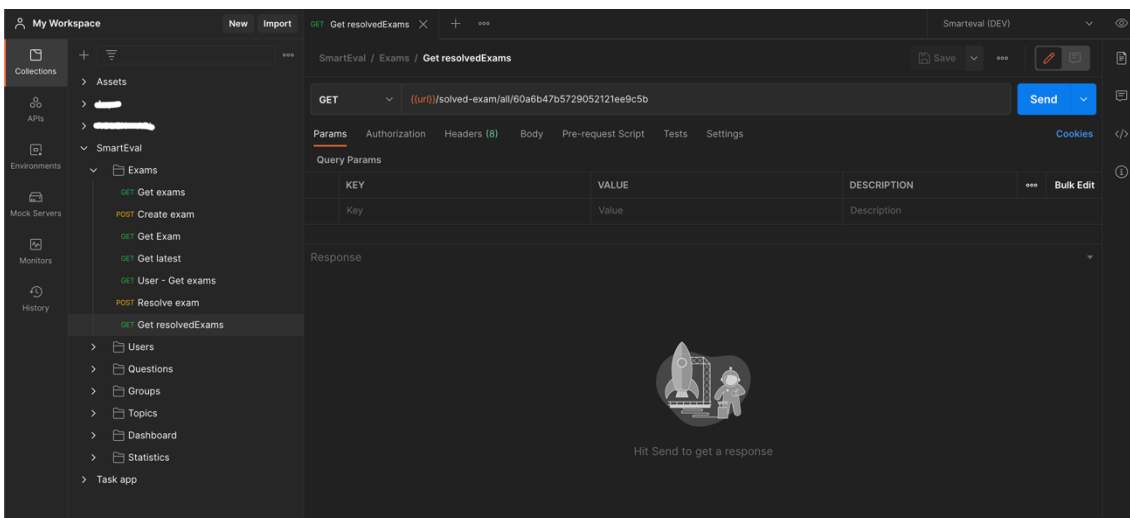 My Workspace
New
Import
GET Get resolvedExams
Smarteval (DEV)
Collections
APIs
Environments
Mock Servers
Monitors
History
Assets
SmartEval
Exams
GET Get exams
POST Create exam
GET Get Exam
GET Get latest
GET User - Get exams
POST Resolve exam
GET Get resolvedExams
Users
Questions
Groups
Topics
Dashboard
Statistics
Task app
SmartEval / Exams / Get resolvedExams
Save
GET {{url}}/solved-exam/all/60a6b47b5729052121ee9c5b
Send
Params Authorization Headers (8) Body Pre-request Script Tests Settings Cookies
Query Params
KEY VALUE DESCRIPTION Bulk Edit
Key Value Description
Response
Hit Send to get a response